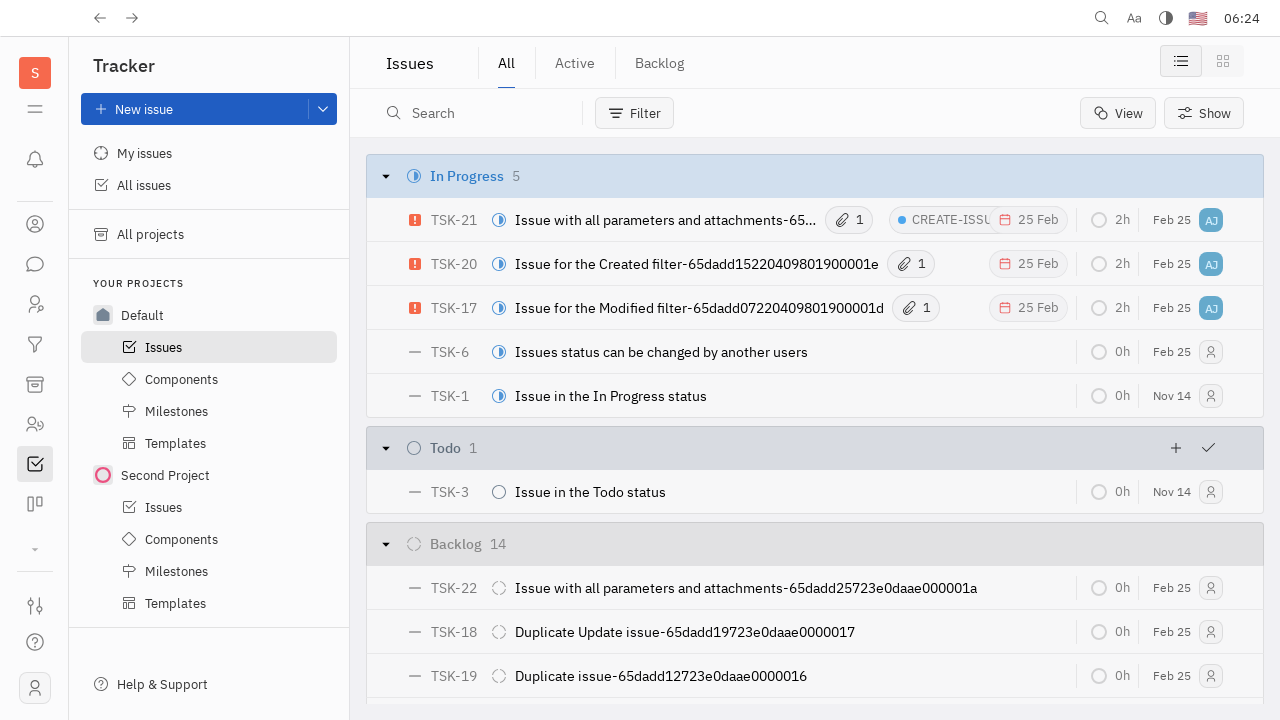 Aa
06:24
S
Tracker
New issue
My issues
All issues
All projects
YOUR PROJECTS
Default
Issues
Components
Milestones
Templates
Second Project
Issues
Components
Milestones
Templates
Help & Support
Issues
All
Active
Backlog
Search
Filter
View
Show
In Progress 5
TSK-21 Issue with all parameters and attachments-65... 1 CREATE-ISSU 25 Feb 2h Feb 25 AJ
TSK-20 Issue for the Created filter-65dadd15220409801900001e 1 25 Feb 2h Feb 25 AJ
TSK-17 Issue for the Modified filter-65dadd07220409801900001d 1 25 Feb 2h Feb 25 AJ
TSK-6 Issues status can be changed by another users 0h Feb 25
TSK-1 Issue in the In Progress status 0h Nov 14
Todo 1
TSK-3 Issue in the Todo status 0h Nov 14
Backlog 14
TSK-22 Issue with all parameters and attachments-65dadd25723e0daae000001a 0h Feb 25
TSK-18 Duplicate Update issue-65dadd19723e0daae0000017 0h Feb 25
TSK-19 Duplicate issue-65dadd12723e0daae0000016 0h Feb 25